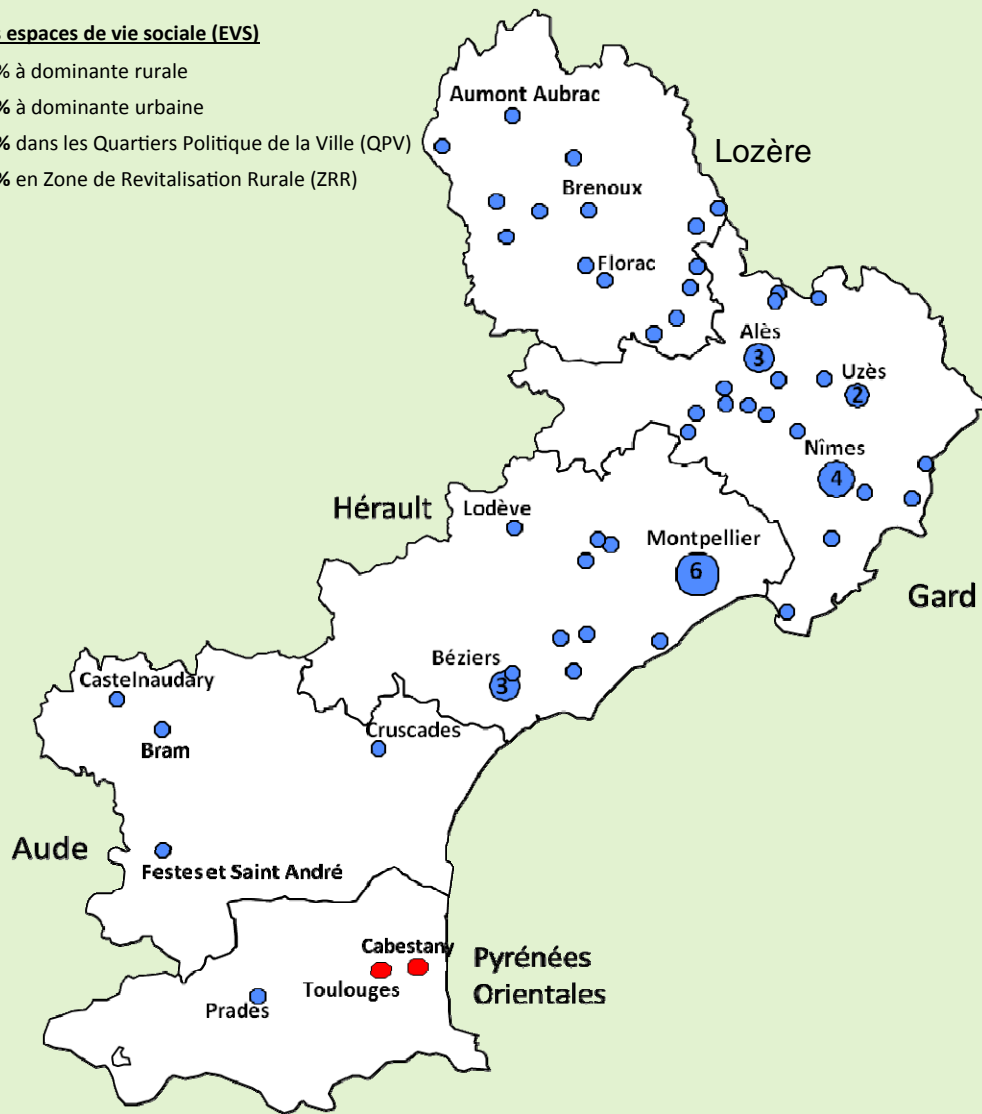 espaces de vie sociale (EVS)
% à dominante rurale
% à dominante urbaine
% dans les Quartiers Politique de la Ville (QPV)
% en Zone de Revitalisation Rurale (ZRR)
Aumont Aubrac
Lozère
Brenoux
Florac
Alès
3
Uzès
2
Nîmes
4
Hérault
Lodève
Montpellier
6
Gard
Béziers
3
Castelnaudary
Cruscades
Bram
Aude
Festes et Saint André
Cabestany
Pyrénées
Orientales
Toulouges
Prades